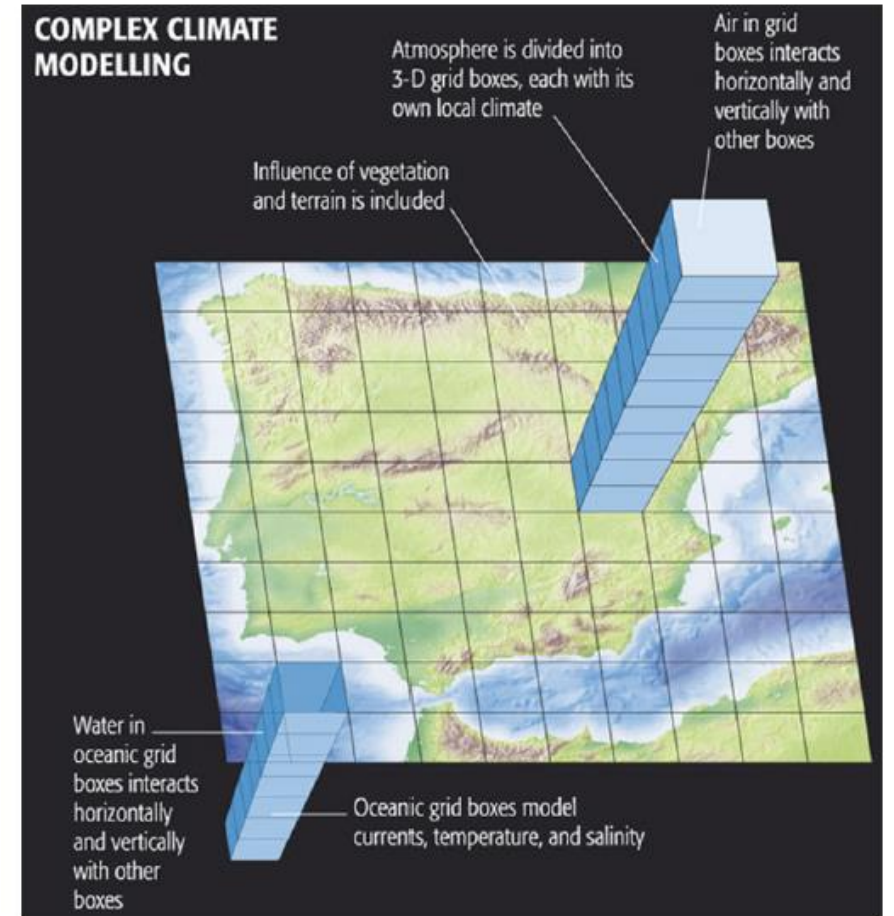 COMPLEX CLIMATE
MODELLING
Atmosphere is divided into
3-D grid boxes, each with its
own local climate
Air in grid
boxes interacts
horizontally and
vertically with
other boxes
Influence of vegetation
and terrain is included
Water in
oceanic grid
boxes interacts
horizontally
and vertically
with other
boxes
Oceanic grid boxes model
currents, temperature, and salinity